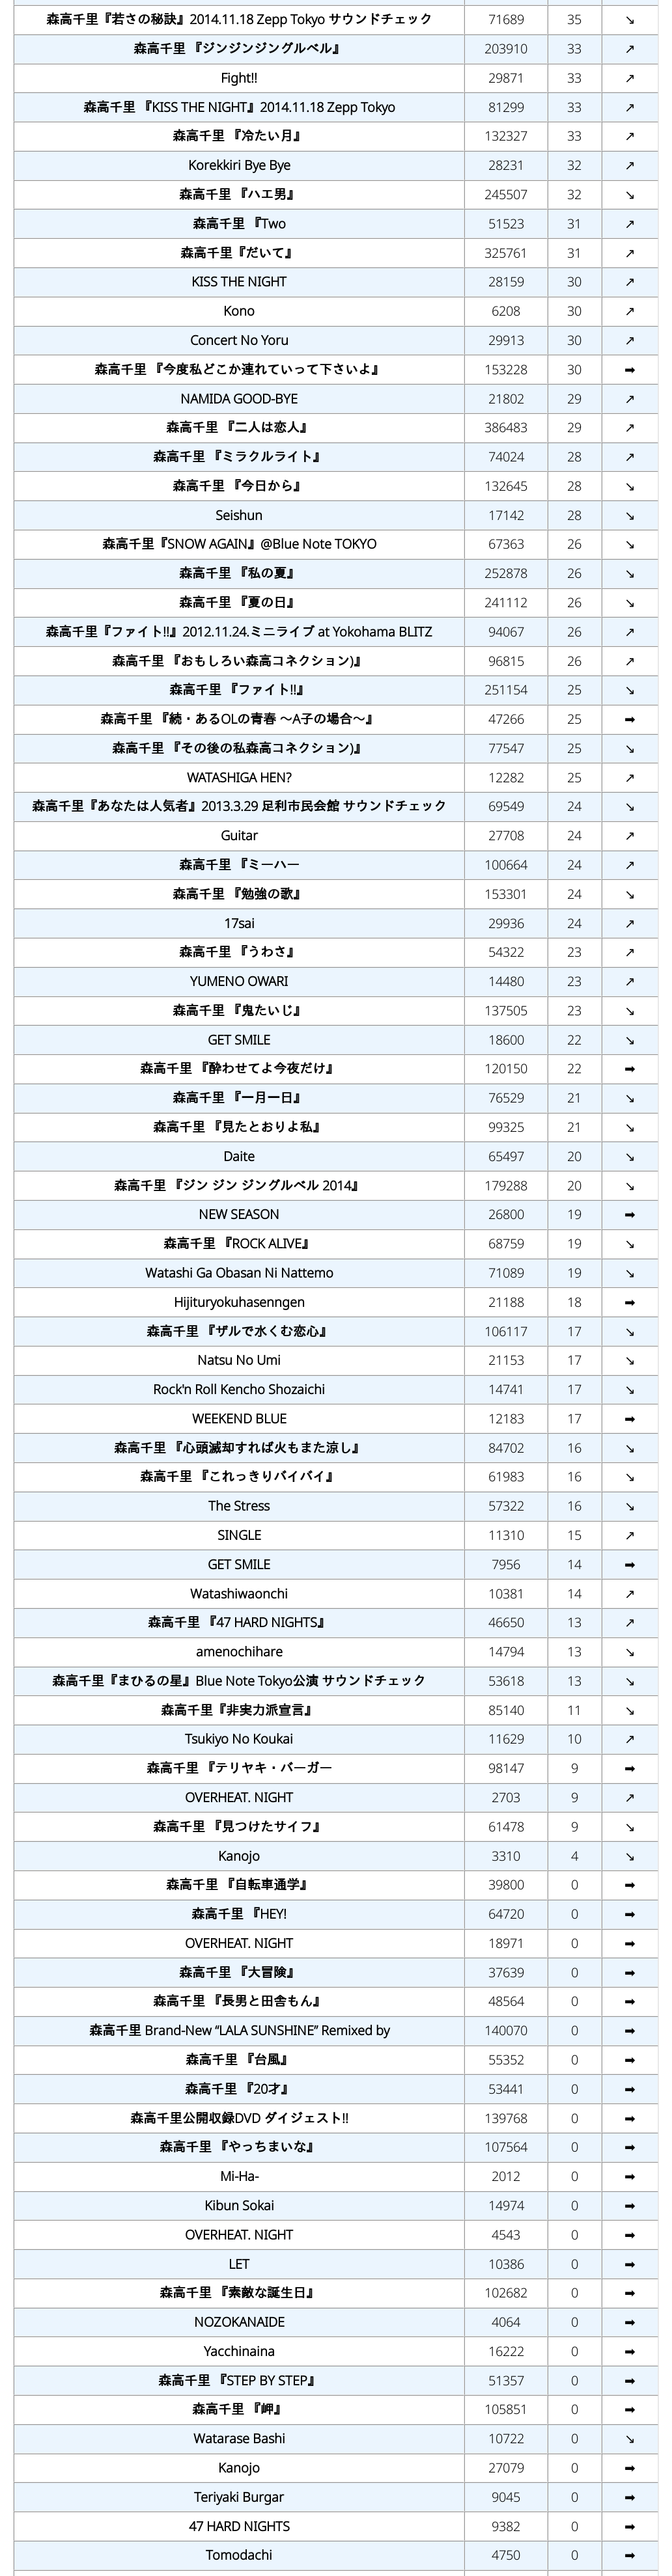 森高千里『若さの秘訣』2014.11.18 Zepp Tokyo サウンドチェック 71689 35 ↘
森高千里 『ジンジンジングルベル』 203910 33 ↗
Fight!! 29871 33 ↗
森高千里 『KISS THE NIGHT』2014.11.18 Zepp Tokyo 81299 33 ↗
森高千里 『冷たい月』 132327 33 ↗
Korekkiri Bye Bye 28231 32 ↗
森高千里 『ハエ男』 245507 32 ↘
森高千里 『Two 51523 31 ↗
森高千里『だいて』 325761 31 ↗
KISS THE NIGHT 28159 30 ↗
Kono 6208 30 ↗
Concert No Yoru 29913 30 ↗
森高千里 『今度私どこか連れていって下さいよ』 153228 30 ➡
NAMIDA GOOD-BYE 21802 29 ↗
森高千里 『二人は恋人』 386483 29 ↗
森高千里 『ミラクルライト』 74024 28 ↗
森高千里 『今日から』 132645 28 ↘
Seishun 17142 28 ↘
森高千里『SNOW AGAIN』@Blue Note TOKYO 67363 26 ↘
森高千里 『私の夏』 252878 26 ↘
森高千里 『夏の日』 241112 26 ↘
森高千里『ファイト!!』2012.11.24.ミニライブ at Yokohama BLITZ 94067 26 ↗
森高千里 『おもしろい森高コネクション)』 96815 26 ↗
森高千里 『ファイト!!』 251154 25 ↘
森高千里 『続・あるOLの青春 〜A子の場合〜』 47266 25 ➡
森高千里 『その後の私森高コネクション)』 77547 25 ↘
WATASHIGA HEN? 12282 25 ↗
森高千里『あなたは人気者』2013.3.29 足利市民会館 サウンドチェック 69549 24 ↘
Guitar 27708 24 ↗
森高千里 『ミーハー 100664 24 ↗
森高千里 『勉強の歌』 153301 24 ↘
17sai 29936 24 ↗
森高千里 『うわさ』 54322 23 ↗
YUMENO OWARI 14480 23 ↗
森高千里 『鬼たいじ』 137505 23 ↘
GET SMILE 18600 22 ↘
森高千里 『酔わせてよ今夜だけ』 120150 22 ➡
森高千里 『一月一日』 76529 21 ↘
森高千里 『見たとおりよ私』 99325 21 ↘
Daite 65497 20 ↘
森高千里 『ジン ジン ジングルベル 2014』 179288 20 ↘
NEW SEASON 26800 19 ➡
森高千里 『ROCK ALIVE』 68759 19 ↘
Watashi Ga Obasan Ni Nattemo 71089 19 ↘
Hijituryokuhasenngen 21188 18 ➡
森高千里 『ザルで水くむ恋心』 106117 17 ↘
Natsu No Umi 21153 17 ↘
Rock'n Roll Kencho Shozaichi 14741 17 ↘
WEEKEND BLUE 12183 17 ➡
森高千里 『心頭滅却すれば火もまた涼し』 84702 16 ↘
森高千里 『これっきりバイバイ』 61983 16 ↘
The Stress 57322 16 ↘
SINGLE 11310 15 ↗
GET SMILE 7956 14 ➡
Watashiwaonchi 10381 14 ↗
森高千里 『47 HARD NIGHTS』 46650 13 ↗
amenochihare 14794 13 ↘
森高千里『まひるの星』Blue Note Tokyo公演 サウンドチェック 53618 13 ↘
森高千里『非実力派宣言』 85140 11 ↘
Tsukiyo No Koukai 11629 10 ↗
森高千里 『テリヤキ・バーガー 98147 9 ➡
OVERHEAT. NIGHT 2703 9 ↗
森高千里 『見つけたサイフ』 61478 9 ↘
Kanojo 3310 4 ↘
森高千里 『自転車通学』 39800 0 ➡
森高千里 『HEY! 64720 0 ➡
OVERHEAT. NIGHT 18971 0 ➡
森高千里 『大冒険』 37639 0 ➡
森高千里 『長男と田舎もん』 48564 0 ➡
森高千里 Brand-New “LALA SUNSHINE” Remixed by 140070 0 ➡
森高千里 『台風』 55352 0 ➡
森高千里 『20才』 53441 0 ➡
森高千里公開収録DVD ダイジェスト!! 139768 0 ➡
森高千里 『やっちまいな』 107564 0 ➡
Mi-Ha- 2012 0 ➡
Kibun Sokai 14974 0 ➡
OVERHEAT. NIGHT 4543 0 ➡
LET 10386 0 ➡
森高千里 『素敵な誕生日』 102682 0 ➡
NOZOKANAIDE 4064 0 ➡
Yacchinaina 16222 0 ➡
森高千里 『STEP BY STEP』 51357 0 ➡
森高千里 『岬』 105851 0 ➡
Watarase Bashi 10722 0 ↘
Kanojo 27079 0 ➡
Teriyaki Burgar 9045 0 ➡
47 HARD NIGHTS 9382 0 ➡
Tomodachi 4750 0 ➡